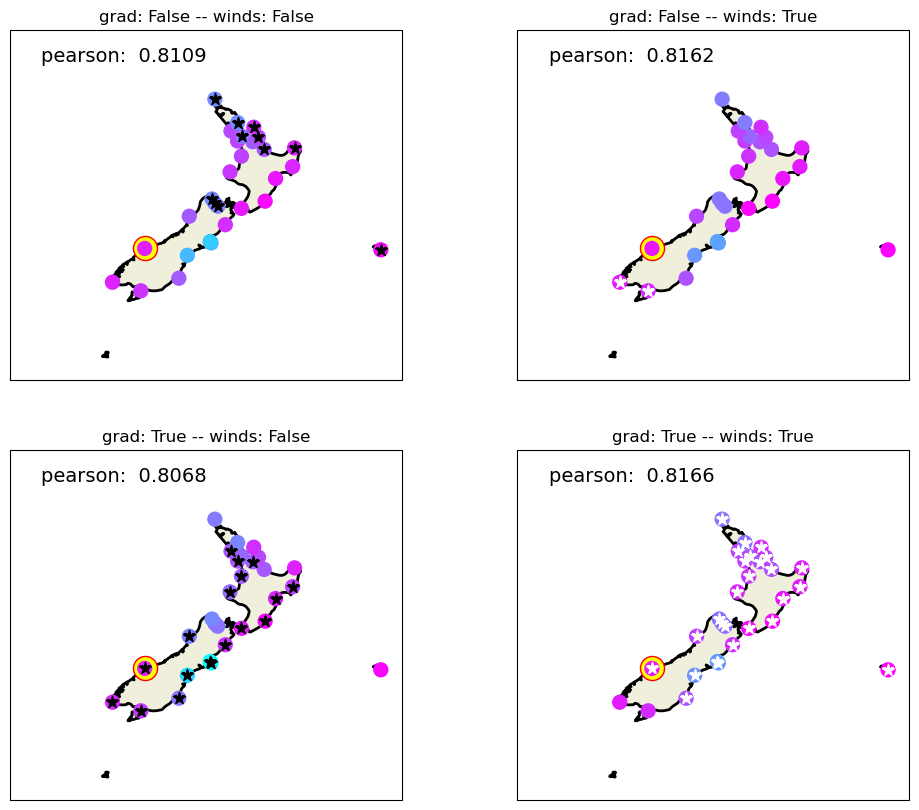 grad: False -- winds: False
pearson:  0.8109
grad: False -- winds: True
pearson:  0.8162
grad: True -- winds: False
pearson:  0.8068
grad: True -- winds: True
pearson:  0.8166